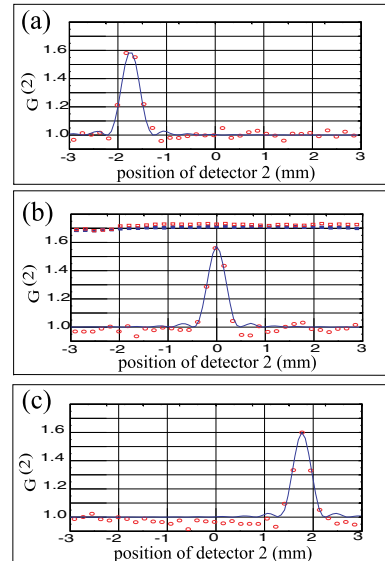 (a)
1.6
1.4
1.2
1.0
G(2)
-3 -2 -1 0 1 2 3
position of detector 2 (mm)
(b)
1.6
1.4
1.2
1.0
G(2)
-3 -2 -1 0 1 2 3
position of detector 2 (mm)
(c)
1.6
1.4
1.2
1.0
G(2)
-3 -2 -1 0 1 2 3
position of detector 2 (mm)